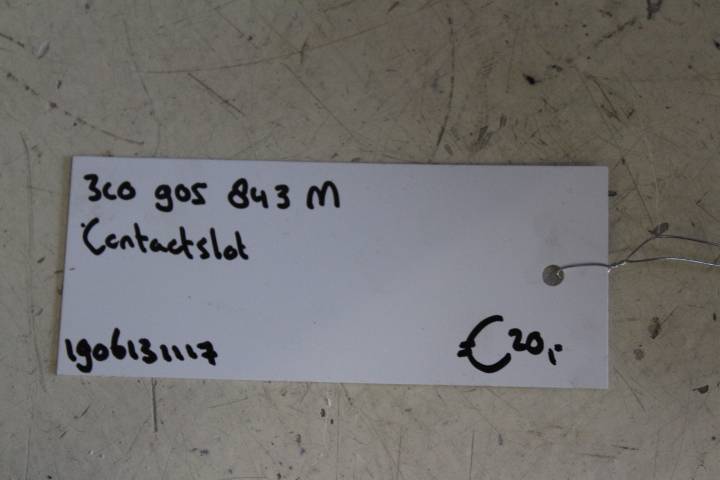 3C0 905 843 M
Contactslot
1906131117
€20,-